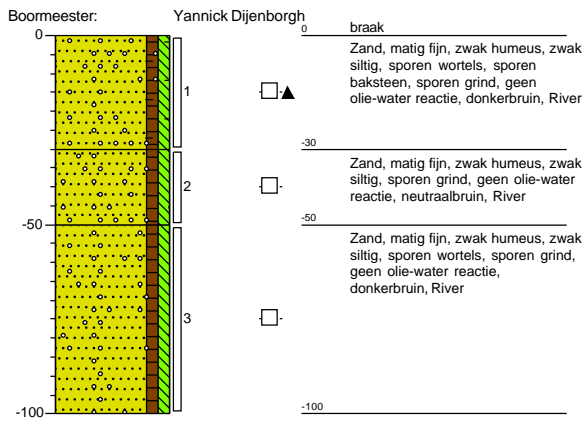 Boormeester: Yannick Dijenborgh
0
0
braak
Zand, matig fijn, zwak humeus, zwak
siltig, sporen wortels, sporen
baksteen, sporen grind, geen
olie-water reactie, donkerbruin, River
1
-30
Zand, matig fijn, zwak humeus, zwak
siltig, sporen grind, geen olie-water
reactie, neutraalbruin, River
2
-50
-50
Zand, matig fijn, zwak humeus, zwak
siltig, sporen wortels, sporen grind,
geen olie-water reactie,
donkerbruin, River
3
-100
-100